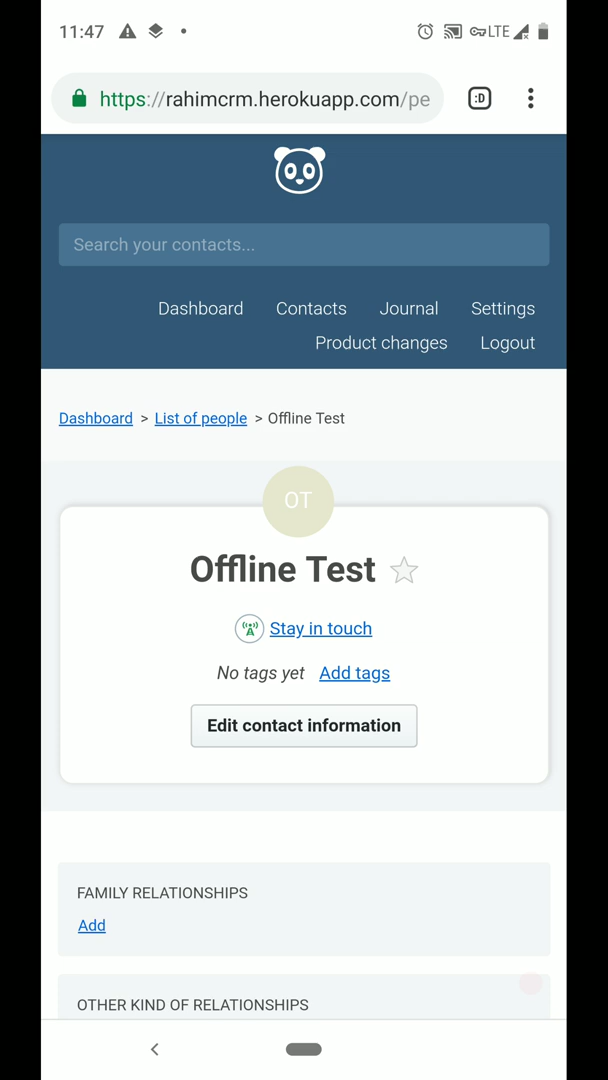 11:47
LTE
https://rahimcrm.herokuapp.com/pe
:D
Search your contacts...
Dashboard Contacts Journal Settings
Product changes Logout
Dashboard > List of people > Offline Test
OT
Offline Test
Stay in touch
No tags yet Add tags
Edit contact information
FAMILY RELATIONSHIPS
Add
OTHER KIND OF RELATIONSHIPS